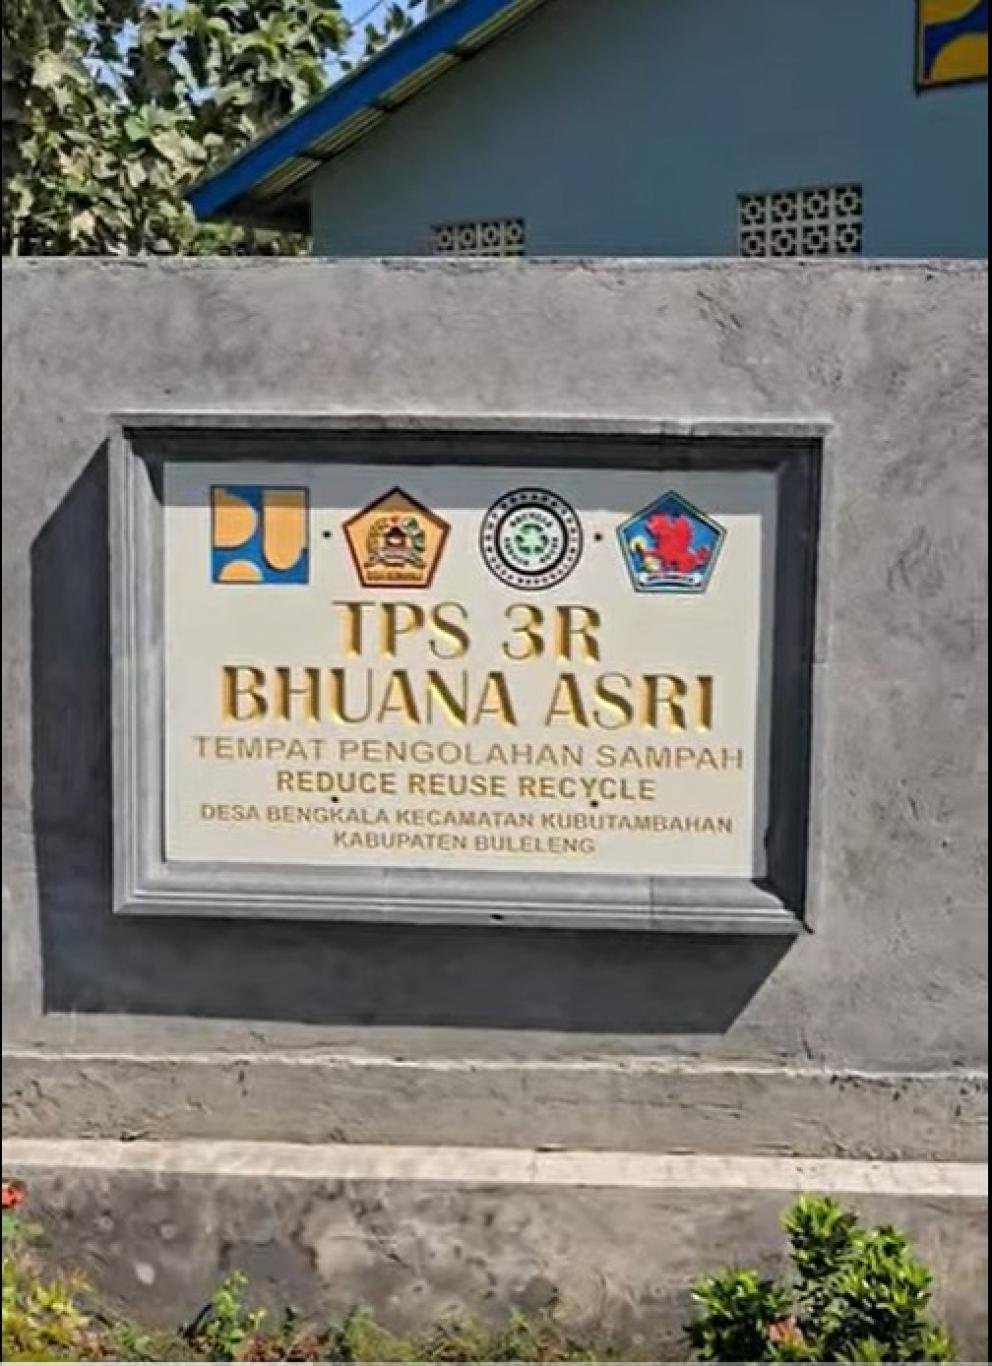 TPS 3R
BHUANA ASRI
TEMPAT PENGOLAHAN SAMPAH
REDUCE REUSE RECYCLE
DESA BENGKALA KECAMATAN KUBUTAMBAHAN
KABUPATEN BULELENG